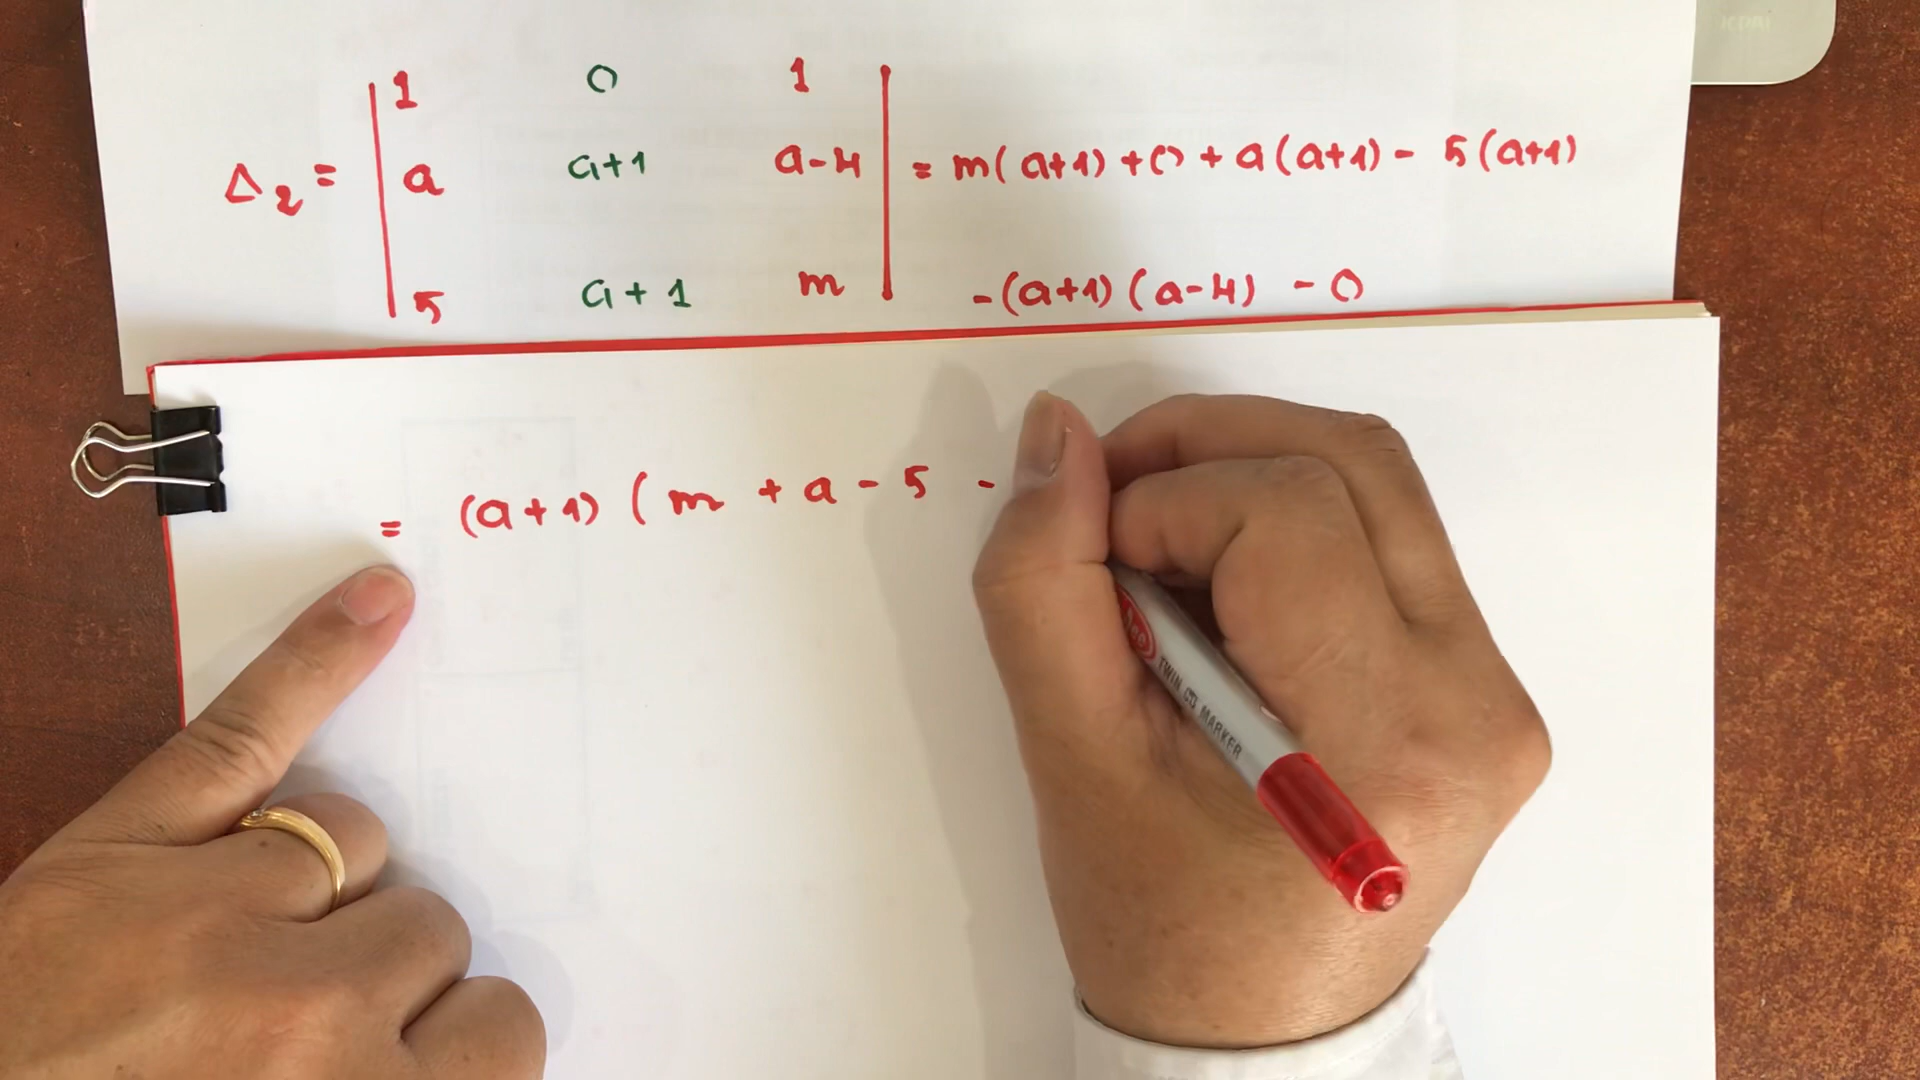 1 0 1
Δ2 = a a+1 a-4 = m(a+1) + 0 + a(a+1) - 5(a+1)
5 a+1 m -(a+1)(a-4) - 0
= (a+1)(m + a - 5 -
TWIN CD MARKER